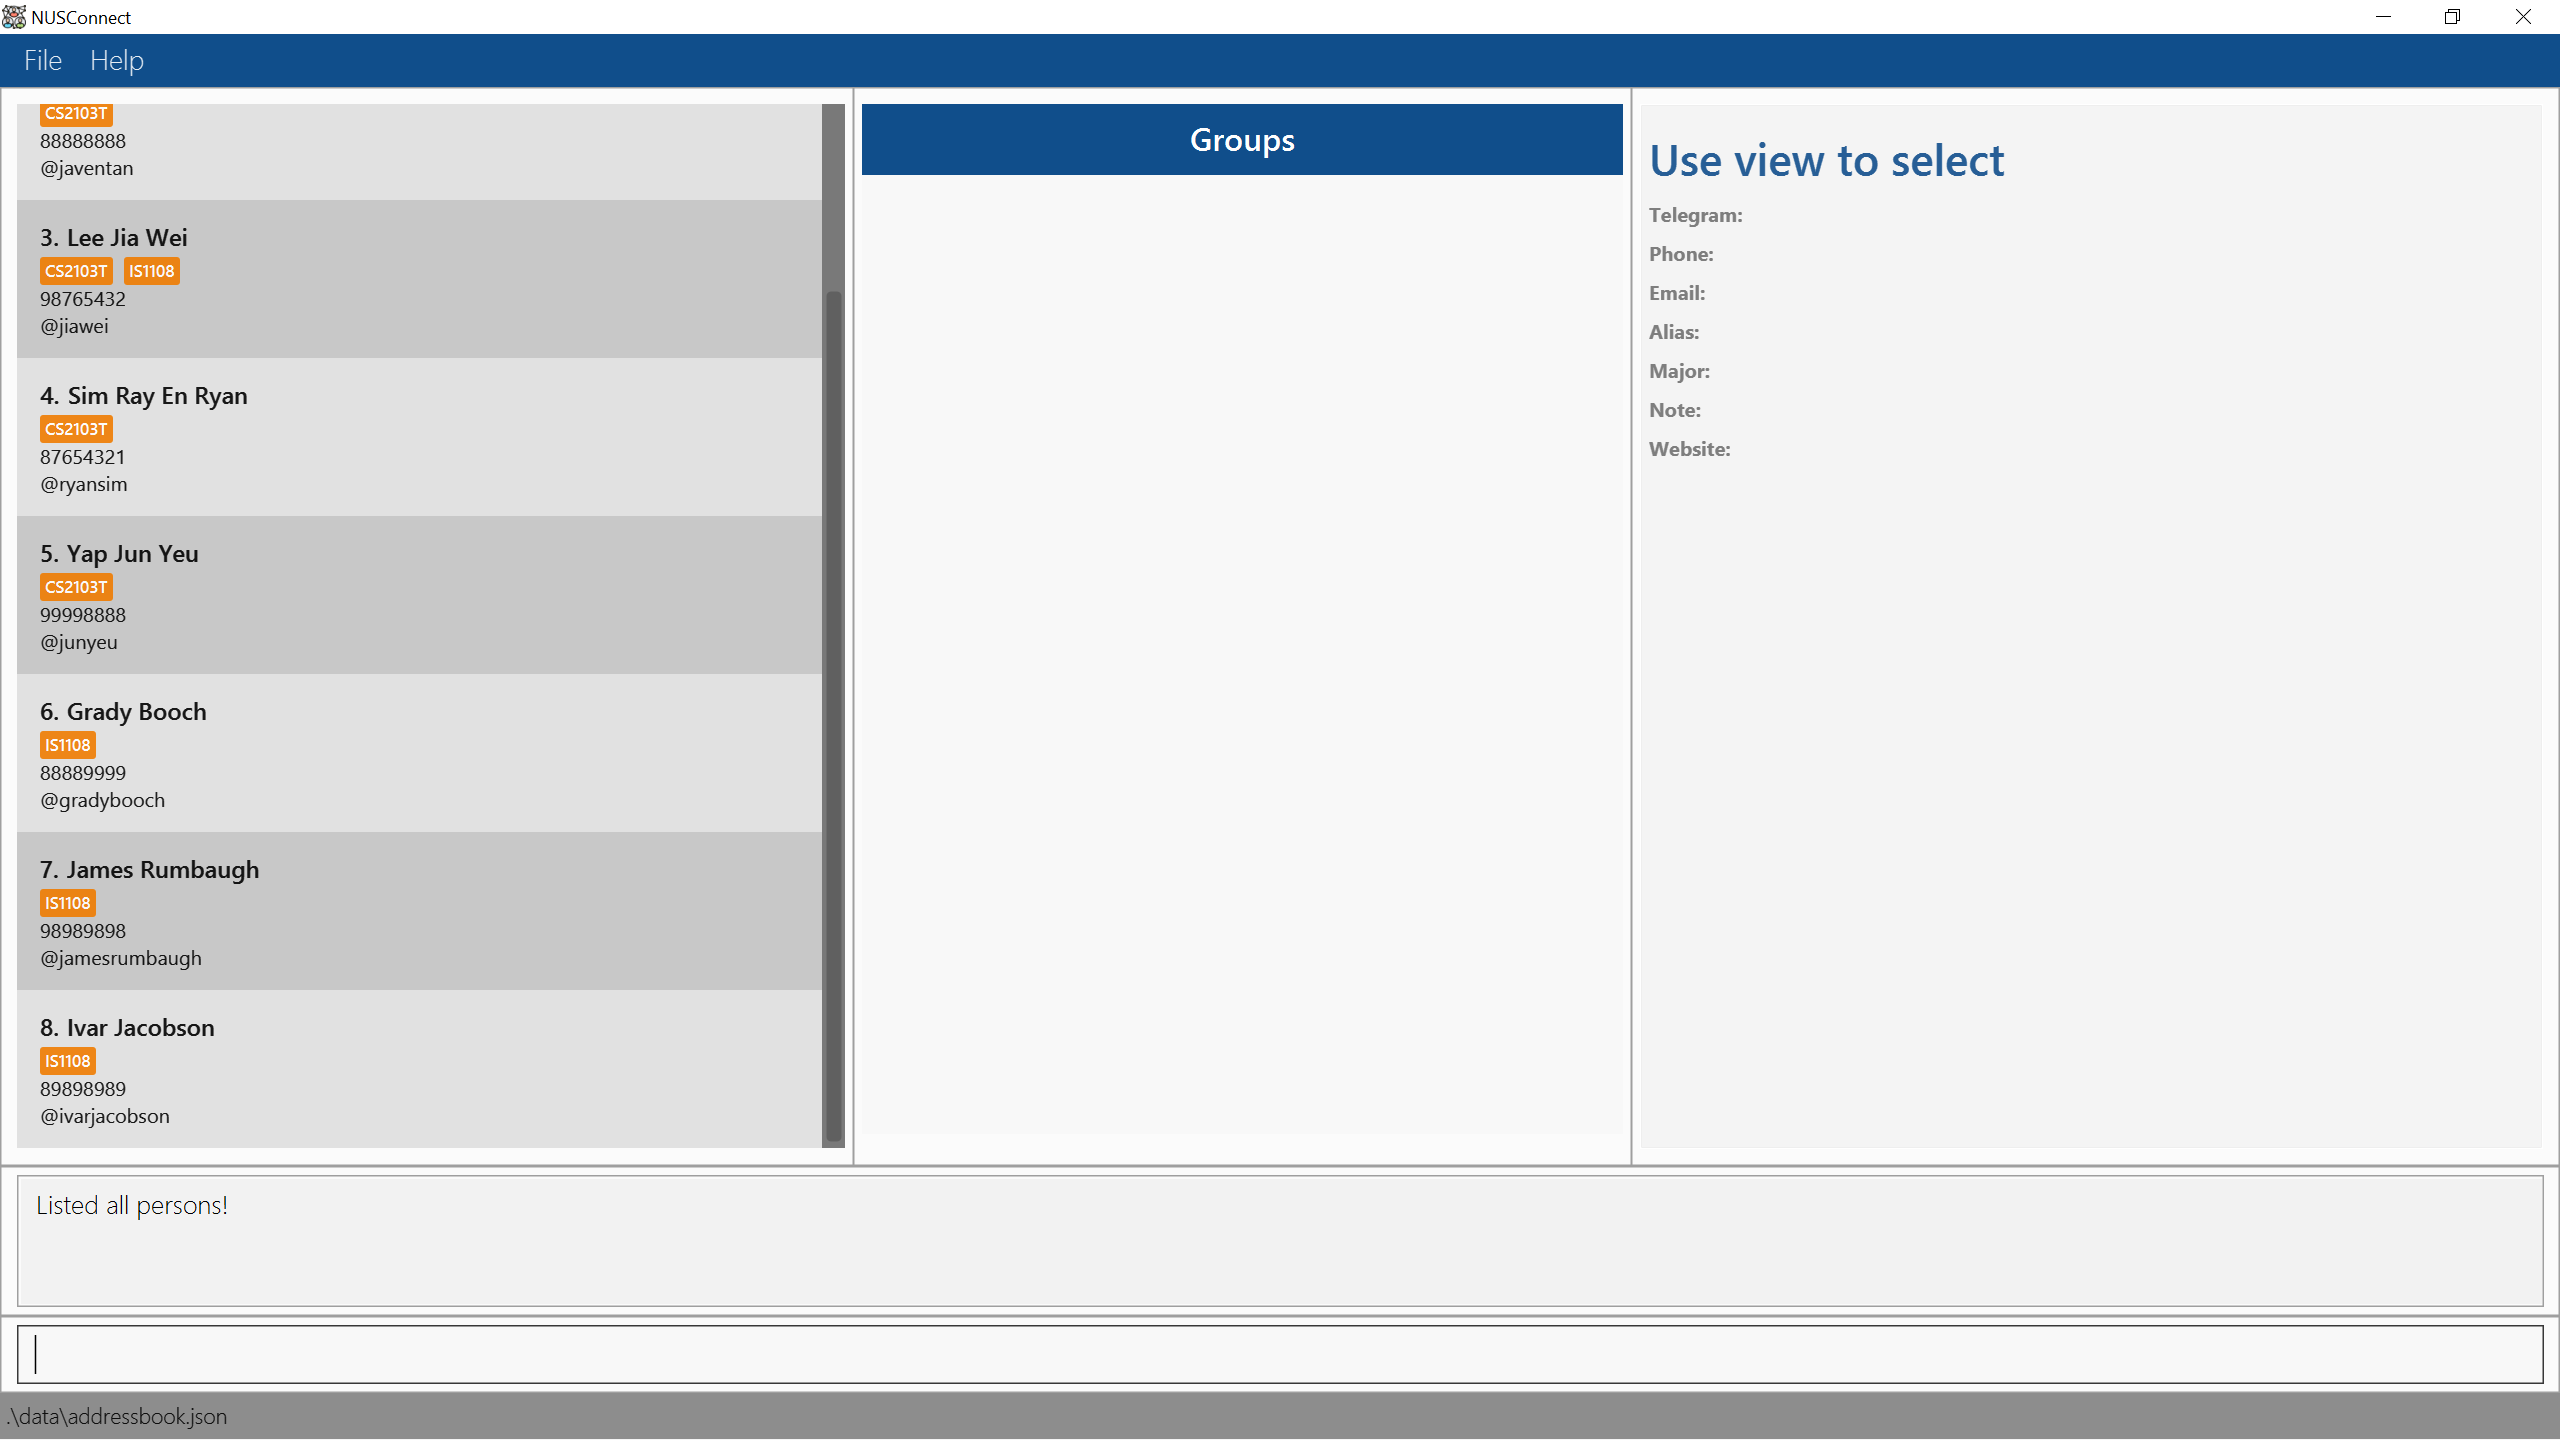 NUSConnect
File Help
CS2103T
88888888
@javentan
3. Lee Jia Wei
CS2103T IS1108
98765432
@jiawei
4. Sim Ray En Ryan
CS2103T
87654321
@ryansim
5. Yap Jun Yeu
CS2103T
99998888
@junyeu
6. Grady Booch
IS1108
88889999
@gradybooch
7. James Rumbaugh
IS1108
98989898
@jamesrumbaugh
8. Ivar Jacobson
IS1108
89898989
@ivarjacobson
Groups
Use view to select
Telegram:
Phone:
Email:
Alias:
Major:
Note:
Website:
Listed all persons!
.\data\addressbook.json